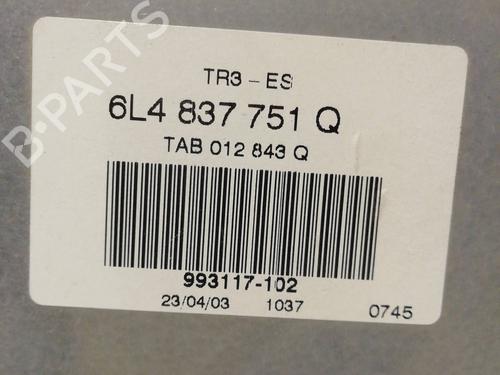 B-PARTS
TR3 - ES
6L4 837 751 Q
TAB 012 843 Q
993117-102
23/04/03 1037 0745